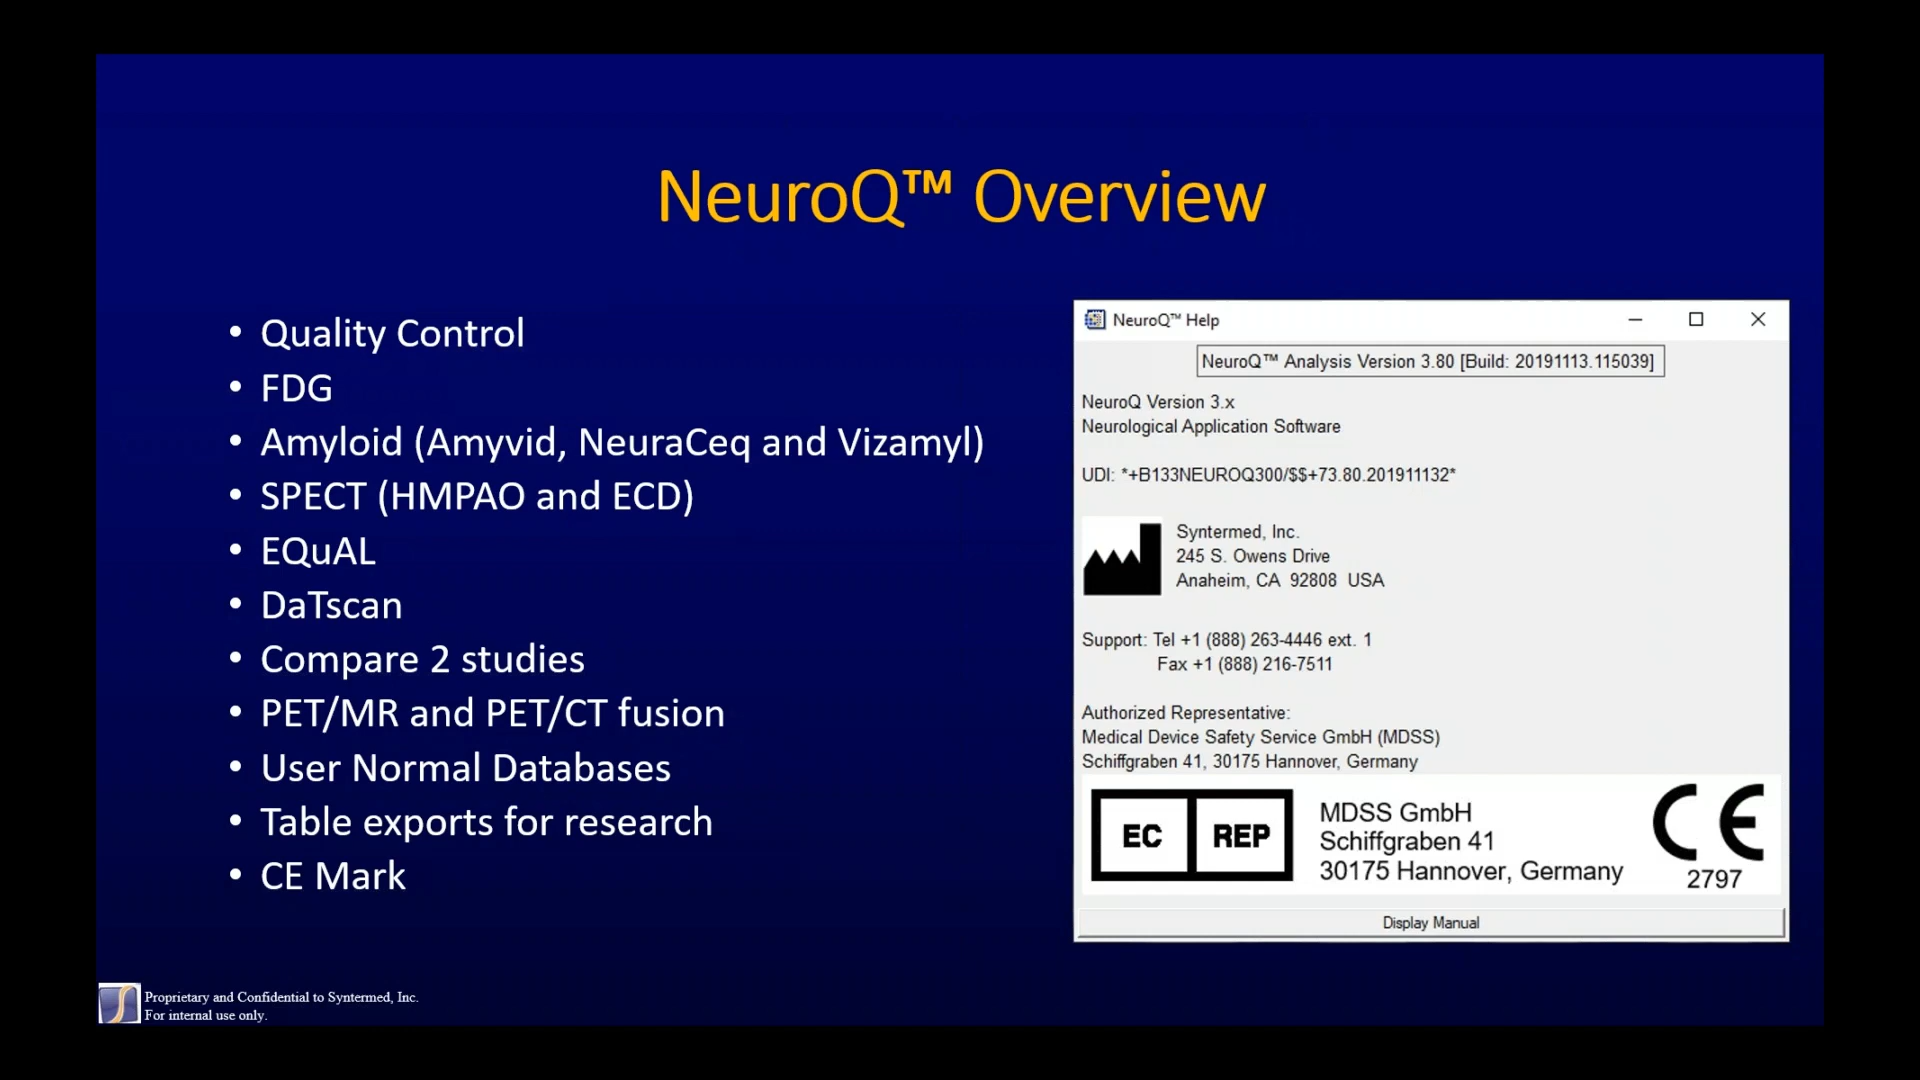 NeuroQ™ Overview
• Quality Control
• FDG
• Amyloid (Amyvid, NeuraCeq and Vizamyl)
• SPECT (HMPAO and ECD)
• EQuAL
• DaTscan
• Compare 2 studies
• PET/MR and PET/CT fusion
• User Normal Databases
• Table exports for research
• CE Mark
NeuroQ™ Help
NeuroQ™ Analysis Version 3.80 [Build: 20191113.115039]
NeuroQ Version 3.x
Neurological Application Software
UDI: *+B133NEUROQ300/$$+73.80.201911132*
Syntermed, Inc.
245 S. Owens Drive
Anaheim, CA 92808 USA
Support: Tel +1 (888) 263-4446 ext. 1
Fax +1 (888) 216-7511
Authorized Representative:
Medical Device Safety Service GmbH (MDSS)
Schiffgraben 41, 30175 Hannover, Germany
EC REP
MDSS GmbH
Schiffgraben 41
30175 Hannover, Germany
CE
2797
Display Manual
Proprietary and Confidential to Syntermed, Inc.
For internal use only.